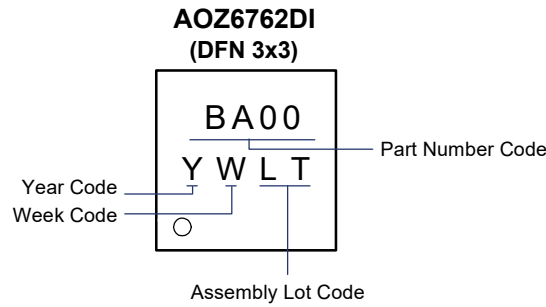 AOZ6762DI
(DFN 3x3)
BA00
Part Number Code
Y W L T
Year Code
Week Code
Assembly Lot Code